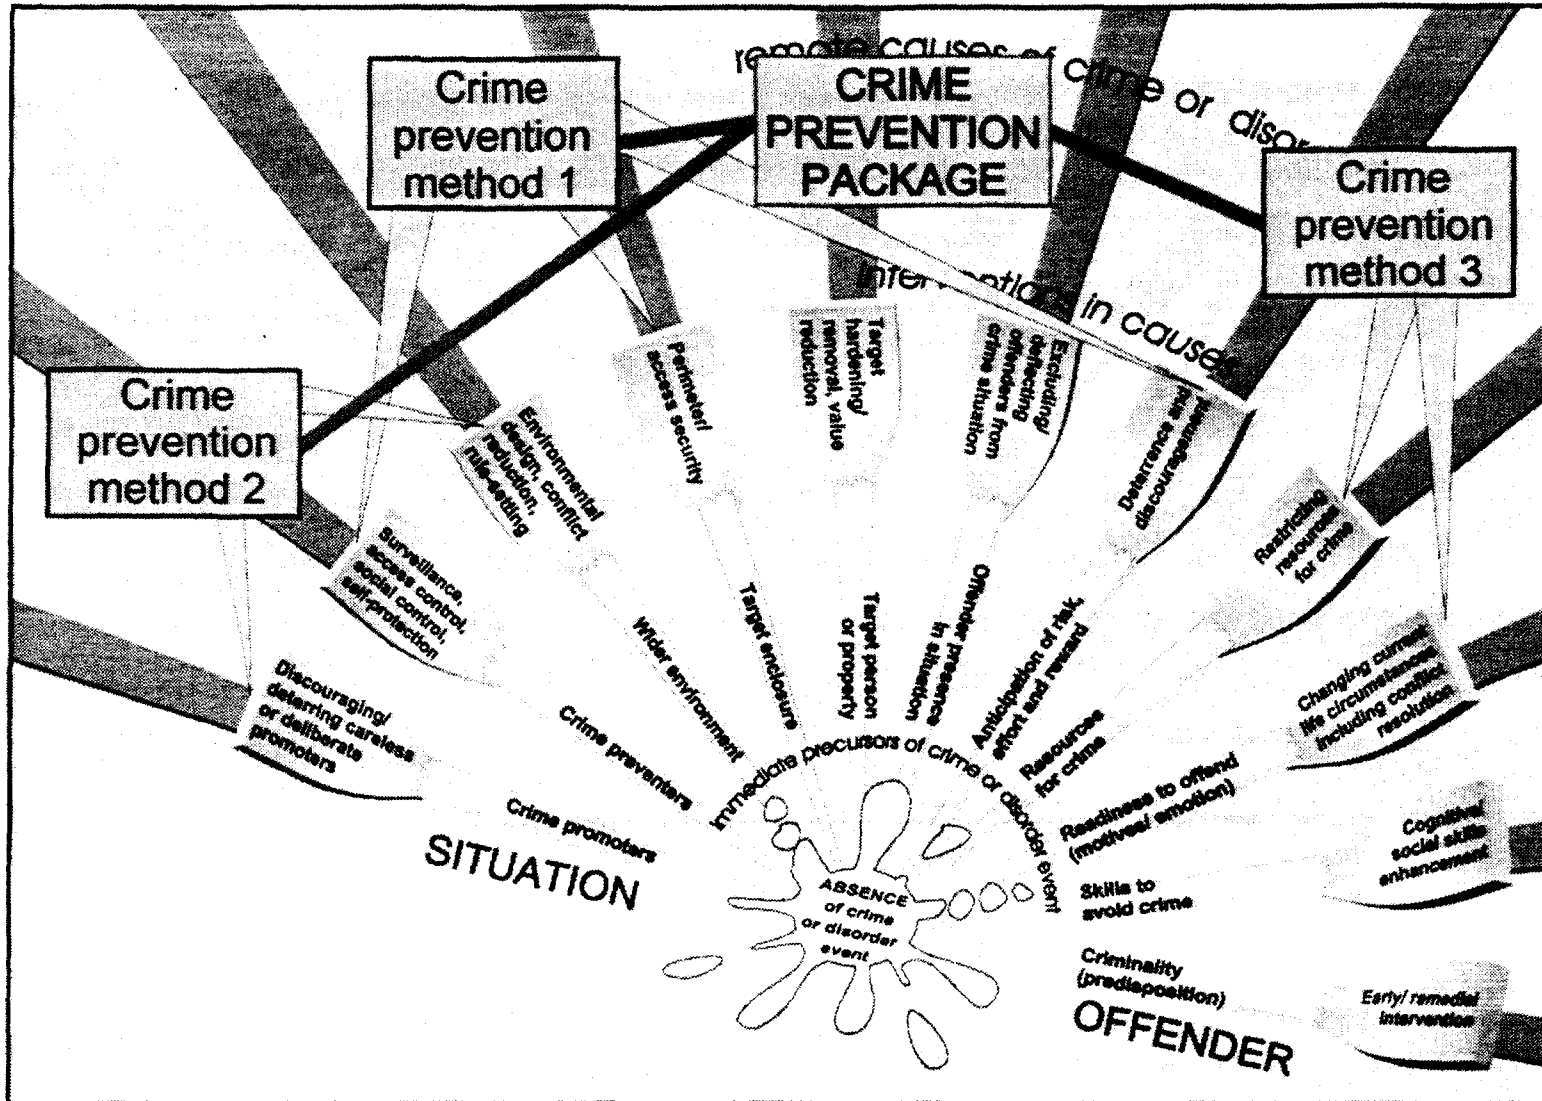 remote causes of crime or disor
Crime
prevention
method 1
CRIME
PREVENTION
PACKAGE
Crime
prevention
method 3
interventions in causes
Crime
prevention
method 2
Discouraging/
deterring careless
or deliberate
promoters
Surveillance,
access control,
social control,
self-protection
Environmental
design, conflict
reduction,
rule-setting
Perimeter/
access security
Target
hardening/
removal, value
reduction
Excluding/
deflecting
offenders from
crime situation
Deterrence and
discouragement
Restricting
resources
for crime
Changing current
life circumstances
including conflict
resolution
Cognitive/
social skills
enhancement
Early/ remedial
intervention
Crime promoters
Crime preventers
Wider environment
Target enclosure
Target person
or property
Offender presence
in situation
Anticipation of risk,
effort and reward
Resources
for crime
Readiness to offend
(motives/ emotion)
Skills to
avoid crime
Criminality
(predisposition)
Immediate precursors of crime or disorder event
SITUATION
ABSENCE
of crime
or disorder
event
OFFENDER